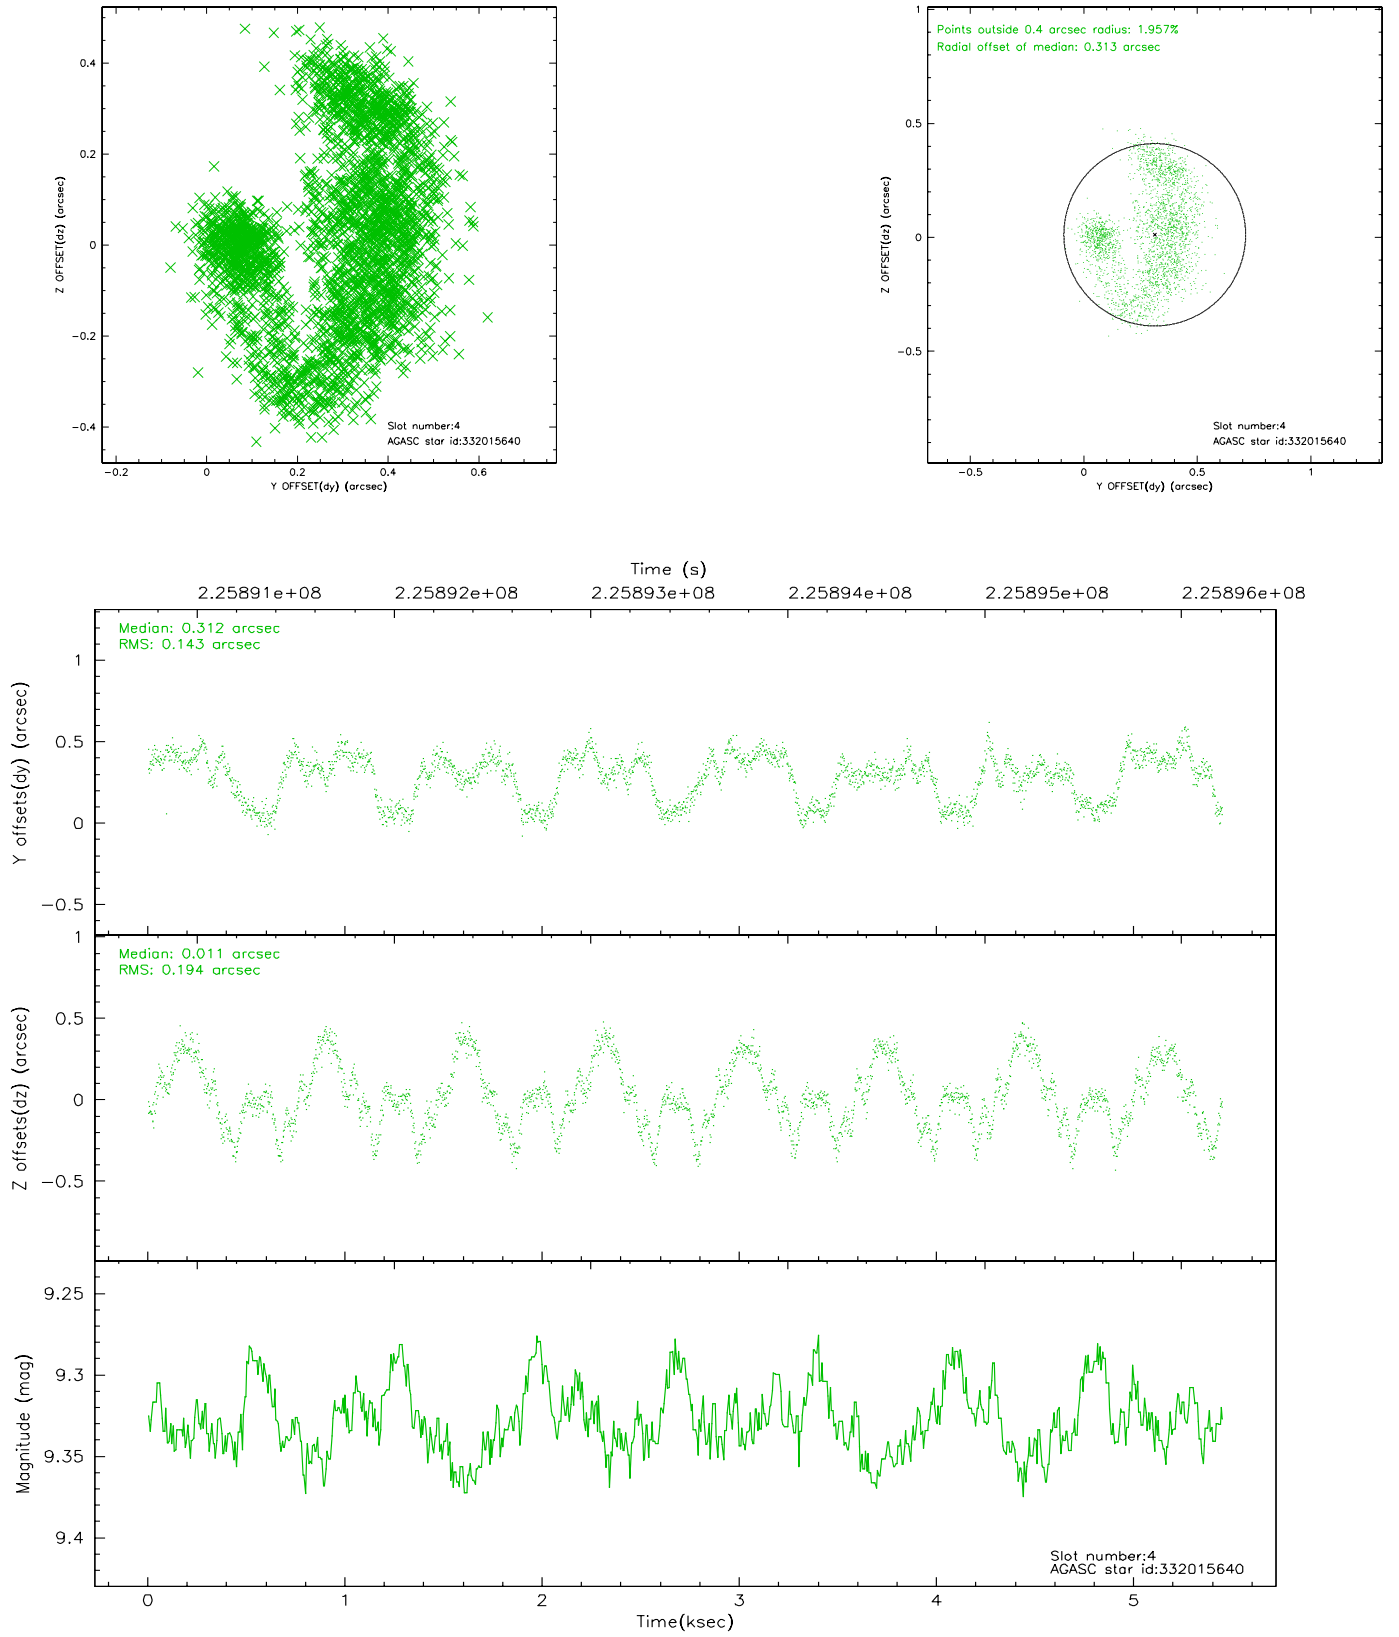 0.4
0.2
0
−0.2
−0.4
Z OFFSET(dz) (arcsec)
Slot number:4
AGASC star id:332015640
−0.2 0 0.2 0.4 0.6
Y OFFSET(dy) (arcsec)
1
0.5
0
−0.5
Z OFFSET(dz) (arcsec)
Points outside 0.4 arcsec radius: 1.957%
Radial offset of median: 0.313 arcsec
Slot number:4
AGASC star id:332015640
−0.5 0 0.5 1
Y OFFSET(dy) (arcsec)
Time (s)
2.25891e+08 2.25892e+08 2.25893e+08 2.25894e+08 2.25895e+08 2.25896e+08
Median: 0.312 arcsec
RMS: 0.143 arcsec
1
0.5
0
−0.5
Y offsets(dy) (arcsec)
Median: 0.011 arcsec
RMS: 0.194 arcsec
1
0.5
0
−0.5
Z offsets(dz) (arcsec)
9.25
9.3
9.35
9.4
Magnitude (mag)
Slot number:4
AGASC star id:332015640
0 1 2 3 4 5
Time(ksec)